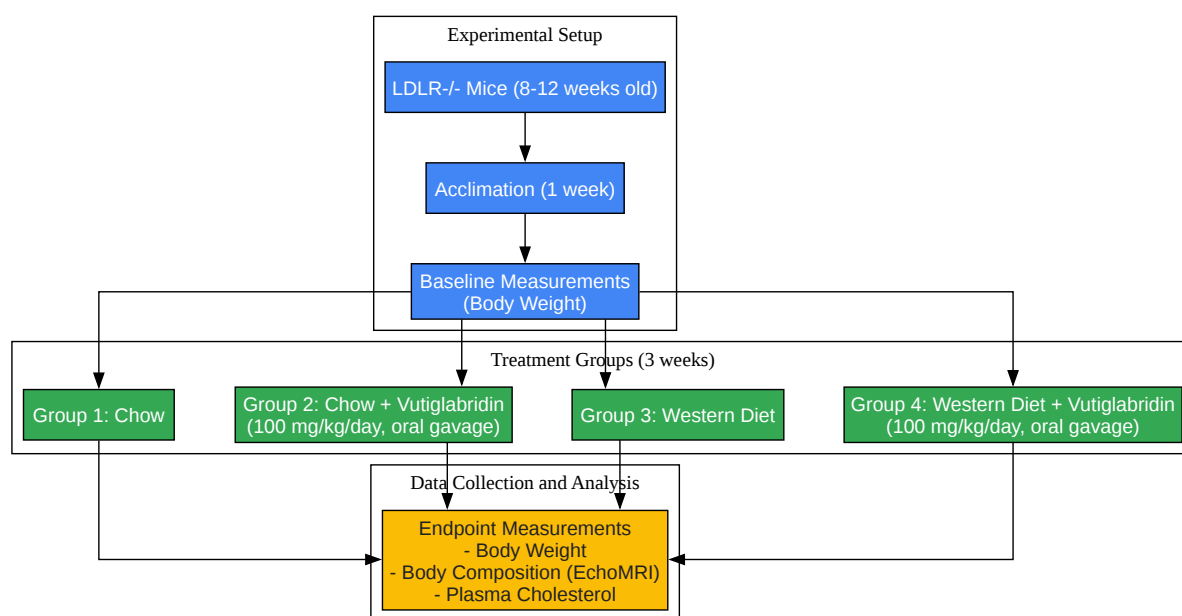 Experimental Setup
LDLR-/- Mice (8-12 weeks old)
Acclimation (1 week)
Baseline Measurements
(Body Weight)
Treatment Groups (3 weeks)
Group 1: Chow
Group 2: Chow + Vutiglabridin
(100 mg/kg/day, oral gavage)
Group 3: Western Diet
Group 4: Western Diet + Vutiglabridin
(100 mg/kg/day, oral gavage)
Data Collection and Analysis
Endpoint Measurements
- Body Weight
- Body Composition (EchoMRI)
- Plasma Cholesterol